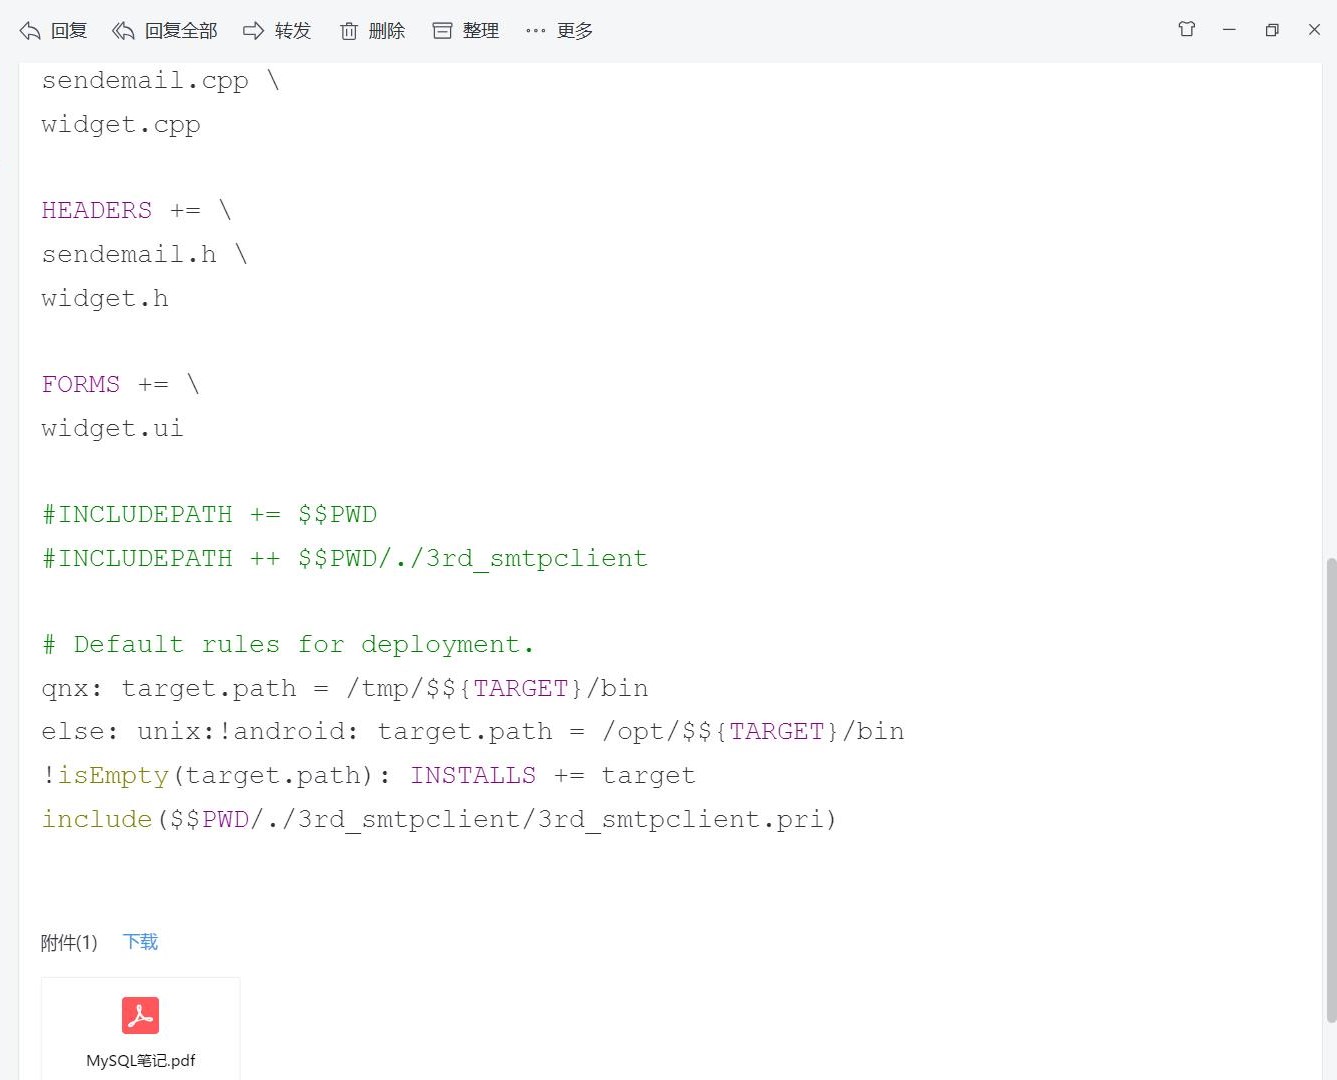 回复 回复全部 转发 删除 整理 ··· 更多
sendemail.cpp \
widget.cpp
HEADERS += \
sendemail.h \
widget.h
FORMS += \
widget.ui
#INCLUDEPATH += $$PWD
#INCLUDEPATH ++ $$PWD/./3rd_smtpclient
# Default rules for deployment.
qnx: target.path = /tmp/$${TARGET}/bin
else: unix:!android: target.path = /opt/$${TARGET}/bin
!isEmpty(target.path): INSTALLS += target
include($$PWD/./3rd_smtpclient/3rd_smtpclient.pri)
附件(1) 下载
MySQL笔记.pdf